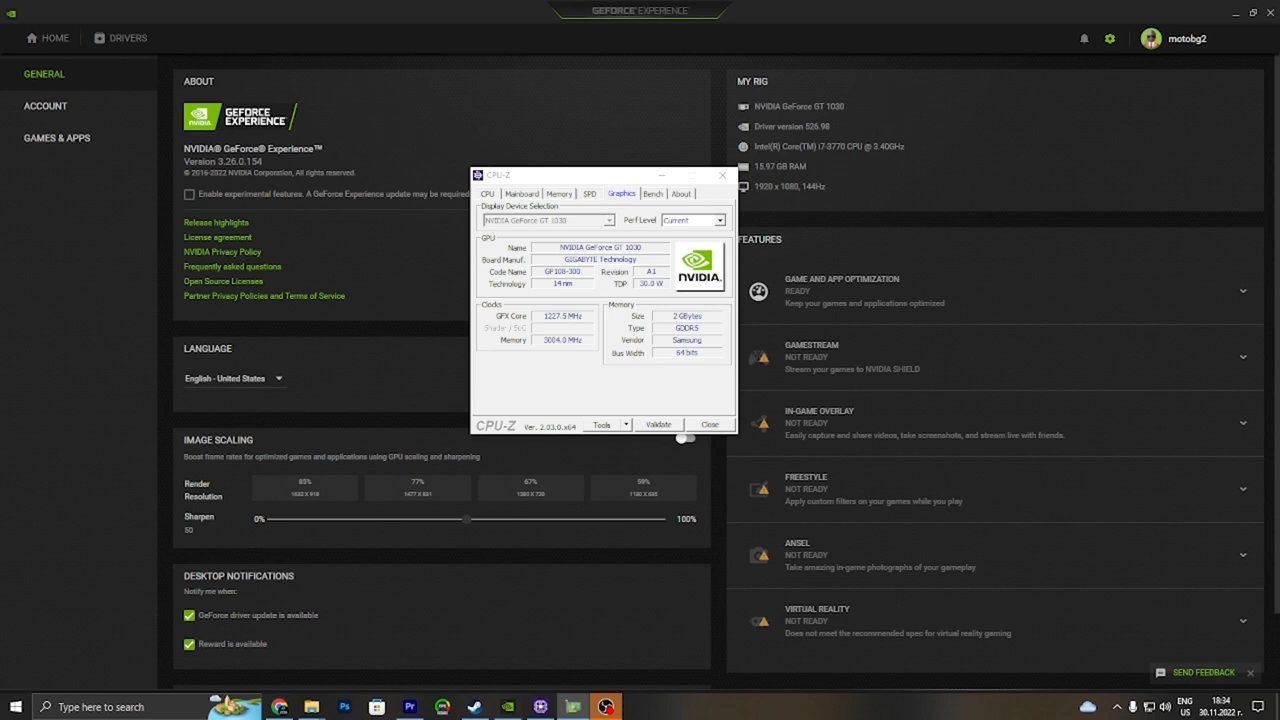 GEFORCE EXPERIENCE
HOME
DRIVERS
motobg2
GENERAL
ACCOUNT
GAMES & APPS
ABOUT
NVIDIA
GEFORCE
EXPERIENCE
NVIDIA® GeForce® Experience™
Version 3.26.0.154
© 2016-2022 NVIDIA Corporation, All rights reserved.
Enable experimental features. A GeForce Experience update may be required
Release highlights
License agreement
NVIDIA Privacy Policy
Frequently asked questions
Open Source Licenses
Partner Privacy Policies and Terms of Service
LANGUAGE
English - United States
IMAGE SCALING
Boost frame rates for optimized games and applications using GPU scaling and sharpening
Render
Resolution
85%
1632 X 918
77%
1477 X 831
67%
1280 X 720
59%
1130 X 635
Sharpen
50
0%
100%
DESKTOP NOTIFICATIONS
Notify me when:
GeForce driver update is available
Reward is available
CPU-Z
CPU Mainboard Memory SPD Graphics Bench About
Display Device Selection
NVIDIA GeForce GT 1030
Perf Level Current
GPU
Name NVIDIA GeForce GT 1030
Board Manuf. GIGABYTE Technology
Code Name GP108-300 Revision A1
Technology 14 nm TDP 30.0 W
NVIDIA.
Clocks
GFX Core 1227.5 MHz
Shader / SoC
Memory 3004.0 MHz
Memory
Size 2 GBytes
Type GDDR5
Vendor Samsung
Bus Width 64 bits
CPU-Z Ver. 2.03.0.x64 Tools Validate Close
MY RIG
NVIDIA GeForce GT 1030
Driver version 526.98
Intel(R) Core(TM) i7-3770 CPU @ 3.40GHz
15.97 GB RAM
1920 x 1080, 144Hz
FEATURES
GAME AND APP OPTIMIZATION
READY
Keep your games and applications optimized
GAMESTREAM
NOT READY
Stream your games to NVIDIA SHIELD
IN-GAME OVERLAY
NOT READY
Easily capture and share videos, take screenshots, and stream live with friends.
FREESTYLE
NOT READY
Apply custom filters on your games while you play
ANSEL
NOT READY
Take amazing in-game photographs of your gameplay
VIRTUAL REALITY
NOT READY
Does not meet the recommended spec for virtual reality gaming
SEND FEEDBACK
Type here to search
Ps
Pr
ENG
US
18:34
30.11.2022 г.